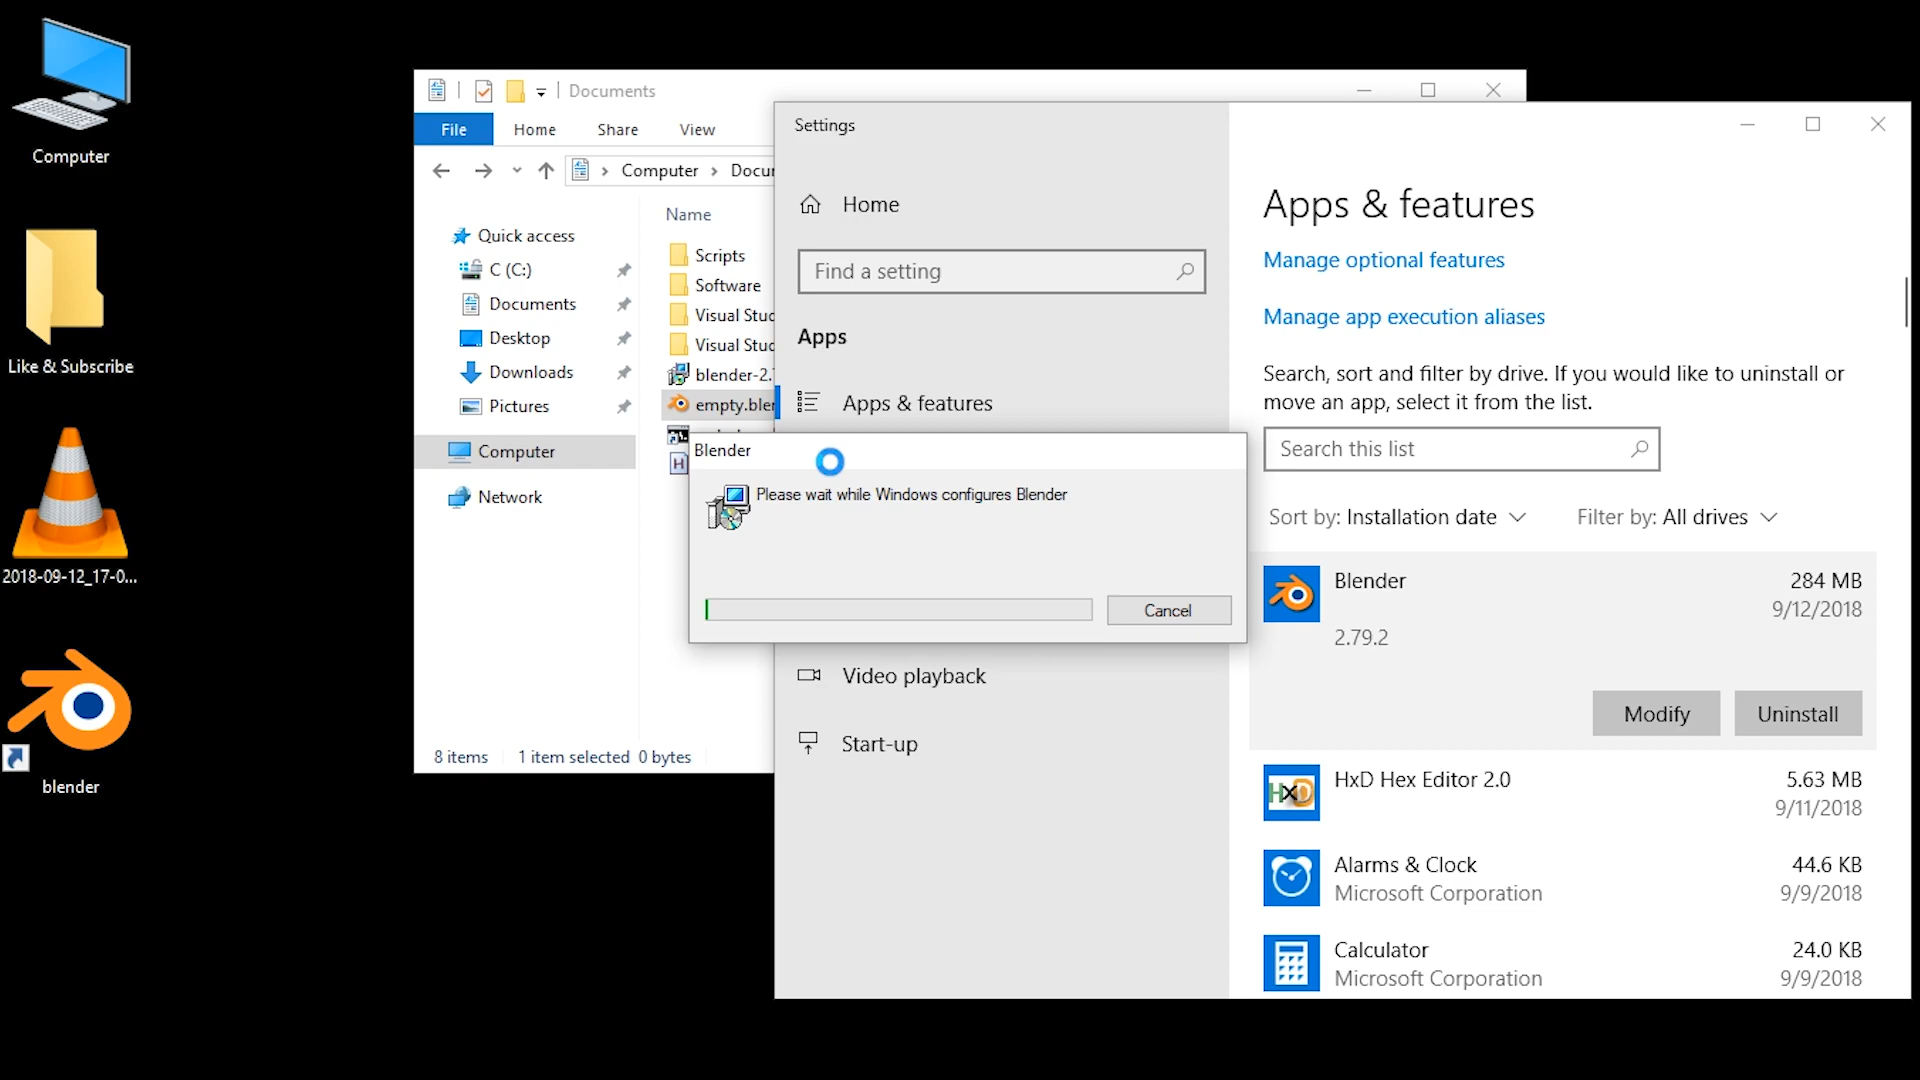 Computer
Like & Subscribe
2018-09-12_17-0...
blender
Documents
File
Home
Share
View
Computer
Docu
Name
Quick access
C (C:)
Documents
Desktop
Downloads
Pictures
Computer
Network
Scripts
Software
Visual Stud
Visual Stud
blender-2.7
empty.blen
8 items
1 item selected 0 bytes
Settings
Home
Find a setting
Apps
Apps & features
Video playback
Start-up
Blender
Please wait while Windows configures Blender
Cancel
Apps & features
Manage optional features
Manage app execution aliases
Search, sort and filter by drive. If you would like to uninstall or
move an app, select it from the list.
Search this list
Sort by: Installation date
Filter by: All drives
Blender
284 MB
9/12/2018
2.79.2
Modify
Uninstall
HxD
HxD Hex Editor 2.0
5.63 MB
9/11/2018
Alarms & Clock
44.6 KB
Microsoft Corporation
9/9/2018
Calculator
24.0 KB
Microsoft Corporation
9/9/2018